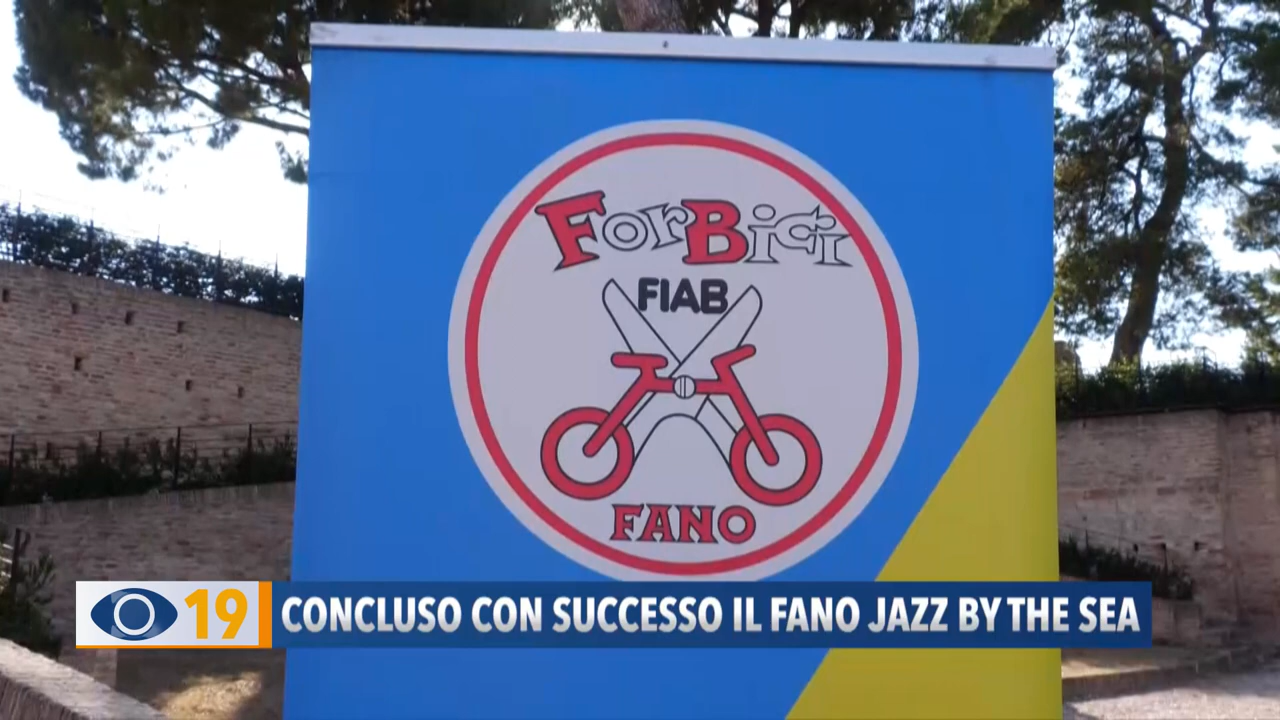 ForBici
FIAB
FANO
19 CONCLUSO CON SUCCESSO IL FANO JAZZ BY THE SEA